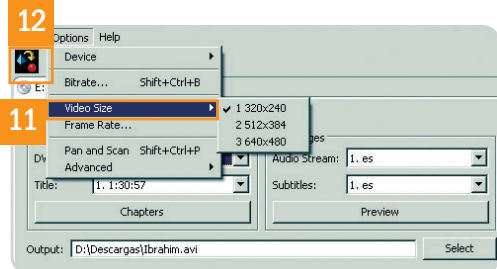 12
Options Help
Device
E:
Bitrate... Shift+Ctrl+B
11
Video Size
1 320x240
Frame Rate...
2 512x384
3 640x480
Pan and Scan Shift+Ctrl+P
Advanced
Audio Stream: 1. es
Title: 1. 1:30:57
Subtitles: 1. es
Chapters
Preview
Output: D:\Descargas\Ibrahim.avi
Select